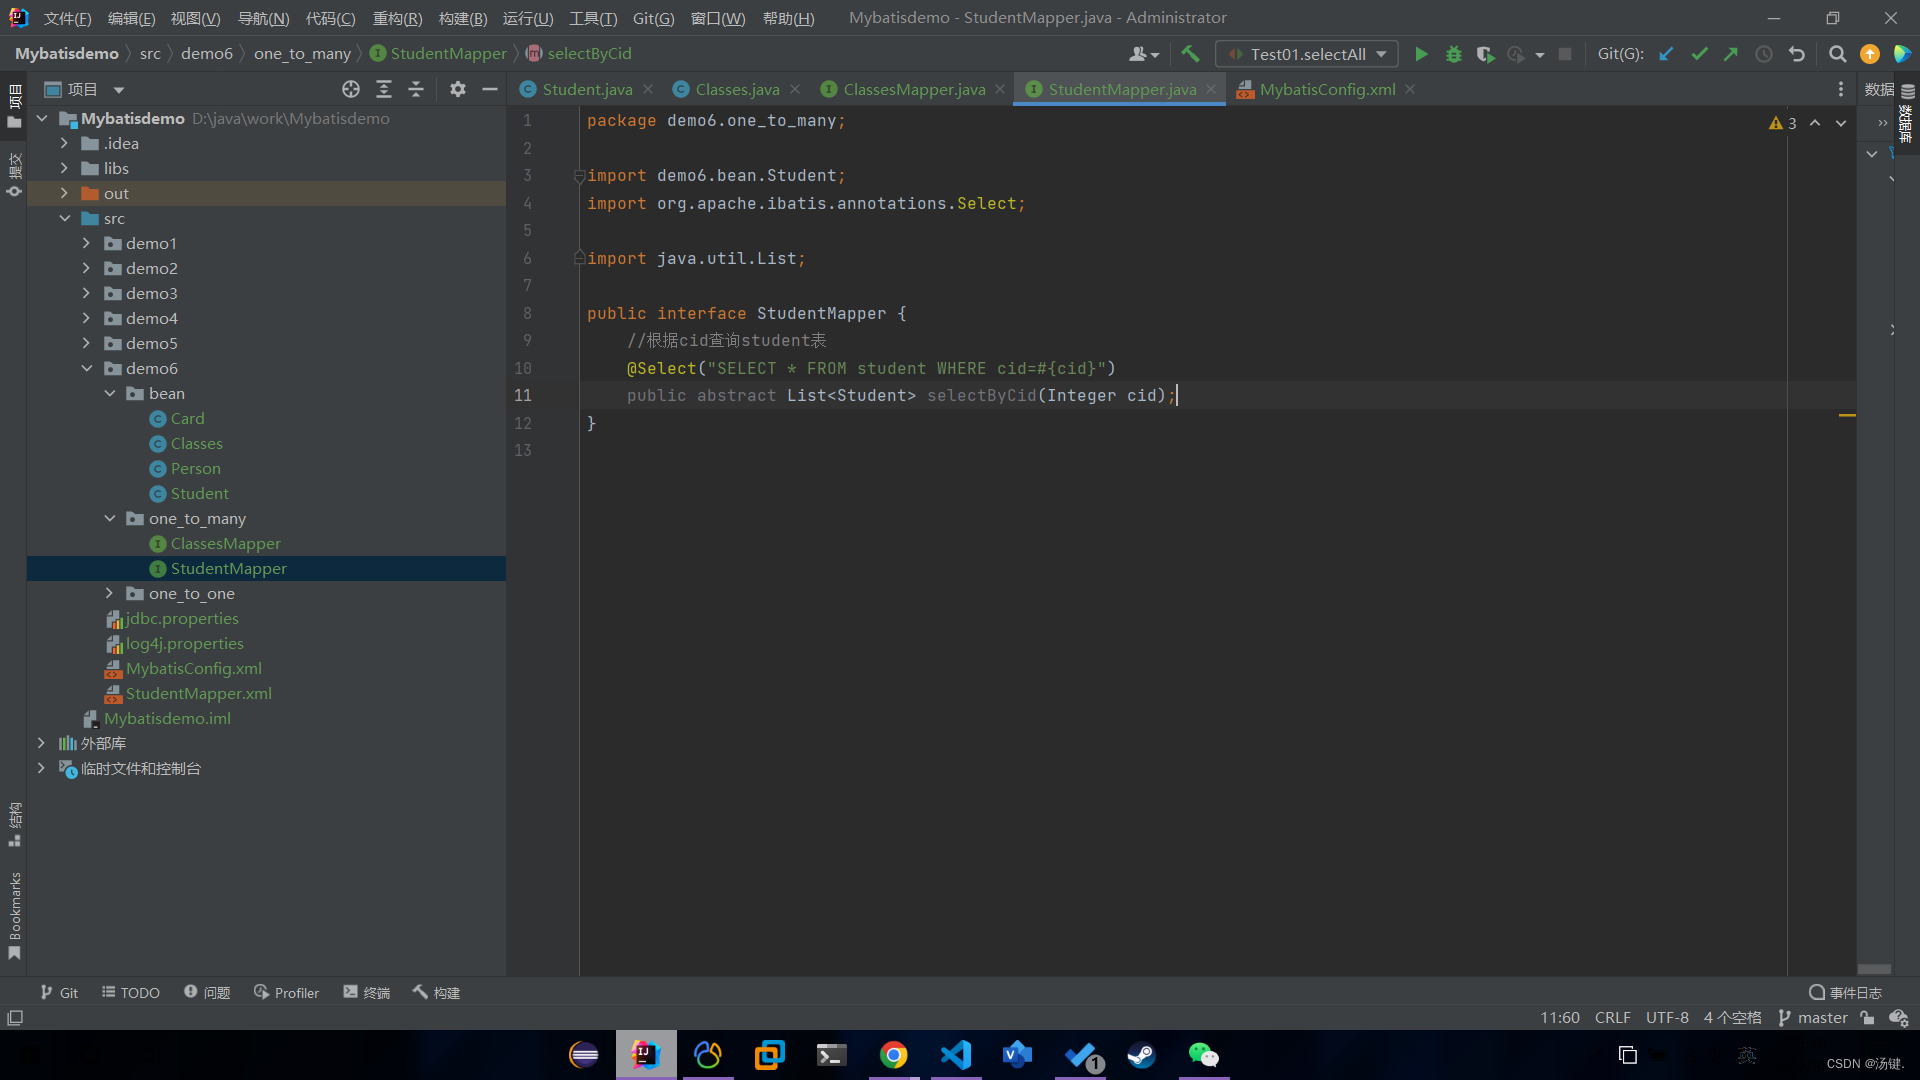 文件(F) 编辑(E) 视图(V) 导航(N) 代码(C) 重构(R) 构建(B) 运行(U) 工具(T) Git(G) 窗口(W) 帮助(H) Mybatisdemo - StudentMapper.java - Administrator
Mybatisdemo src demo6 one_to_many StudentMapper selectByCid Test01.selectAll Git(G):
项目
Student.java Classes.java ClassesMapper.java StudentMapper.java MybatisConfig.xml
数据
项目
提交
结构
Bookmarks
数据库
Mybatisdemo D:\java\work\Mybatisdemo
.idea
libs
out
src
demo1
demo2
demo3
demo4
demo5
demo6
bean
Card
Classes
Person
Student
one_to_many
ClassesMapper
StudentMapper
one_to_one
jdbc.properties
log4j.properties
MybatisConfig.xml
StudentMapper.xml
Mybatisdemo.iml
外部库
临时文件和控制台
1 package demo6.one_to_many;
2
3 import demo6.bean.Student;
4 import org.apache.ibatis.annotations.Select;
5
6 import java.util.List;
7
8 public interface StudentMapper {
9 //根据cid查询student表
10 @Select("SELECT * FROM student WHERE cid=#{cid}")
11 public abstract List<Student> selectByCid(Integer cid);
12 }
13
3
Git TODO 问题 Profiler 终端 构建 事件日志
11:60 CRLF UTF-8 4 个空格 master
1
英
CSDN @汤键.